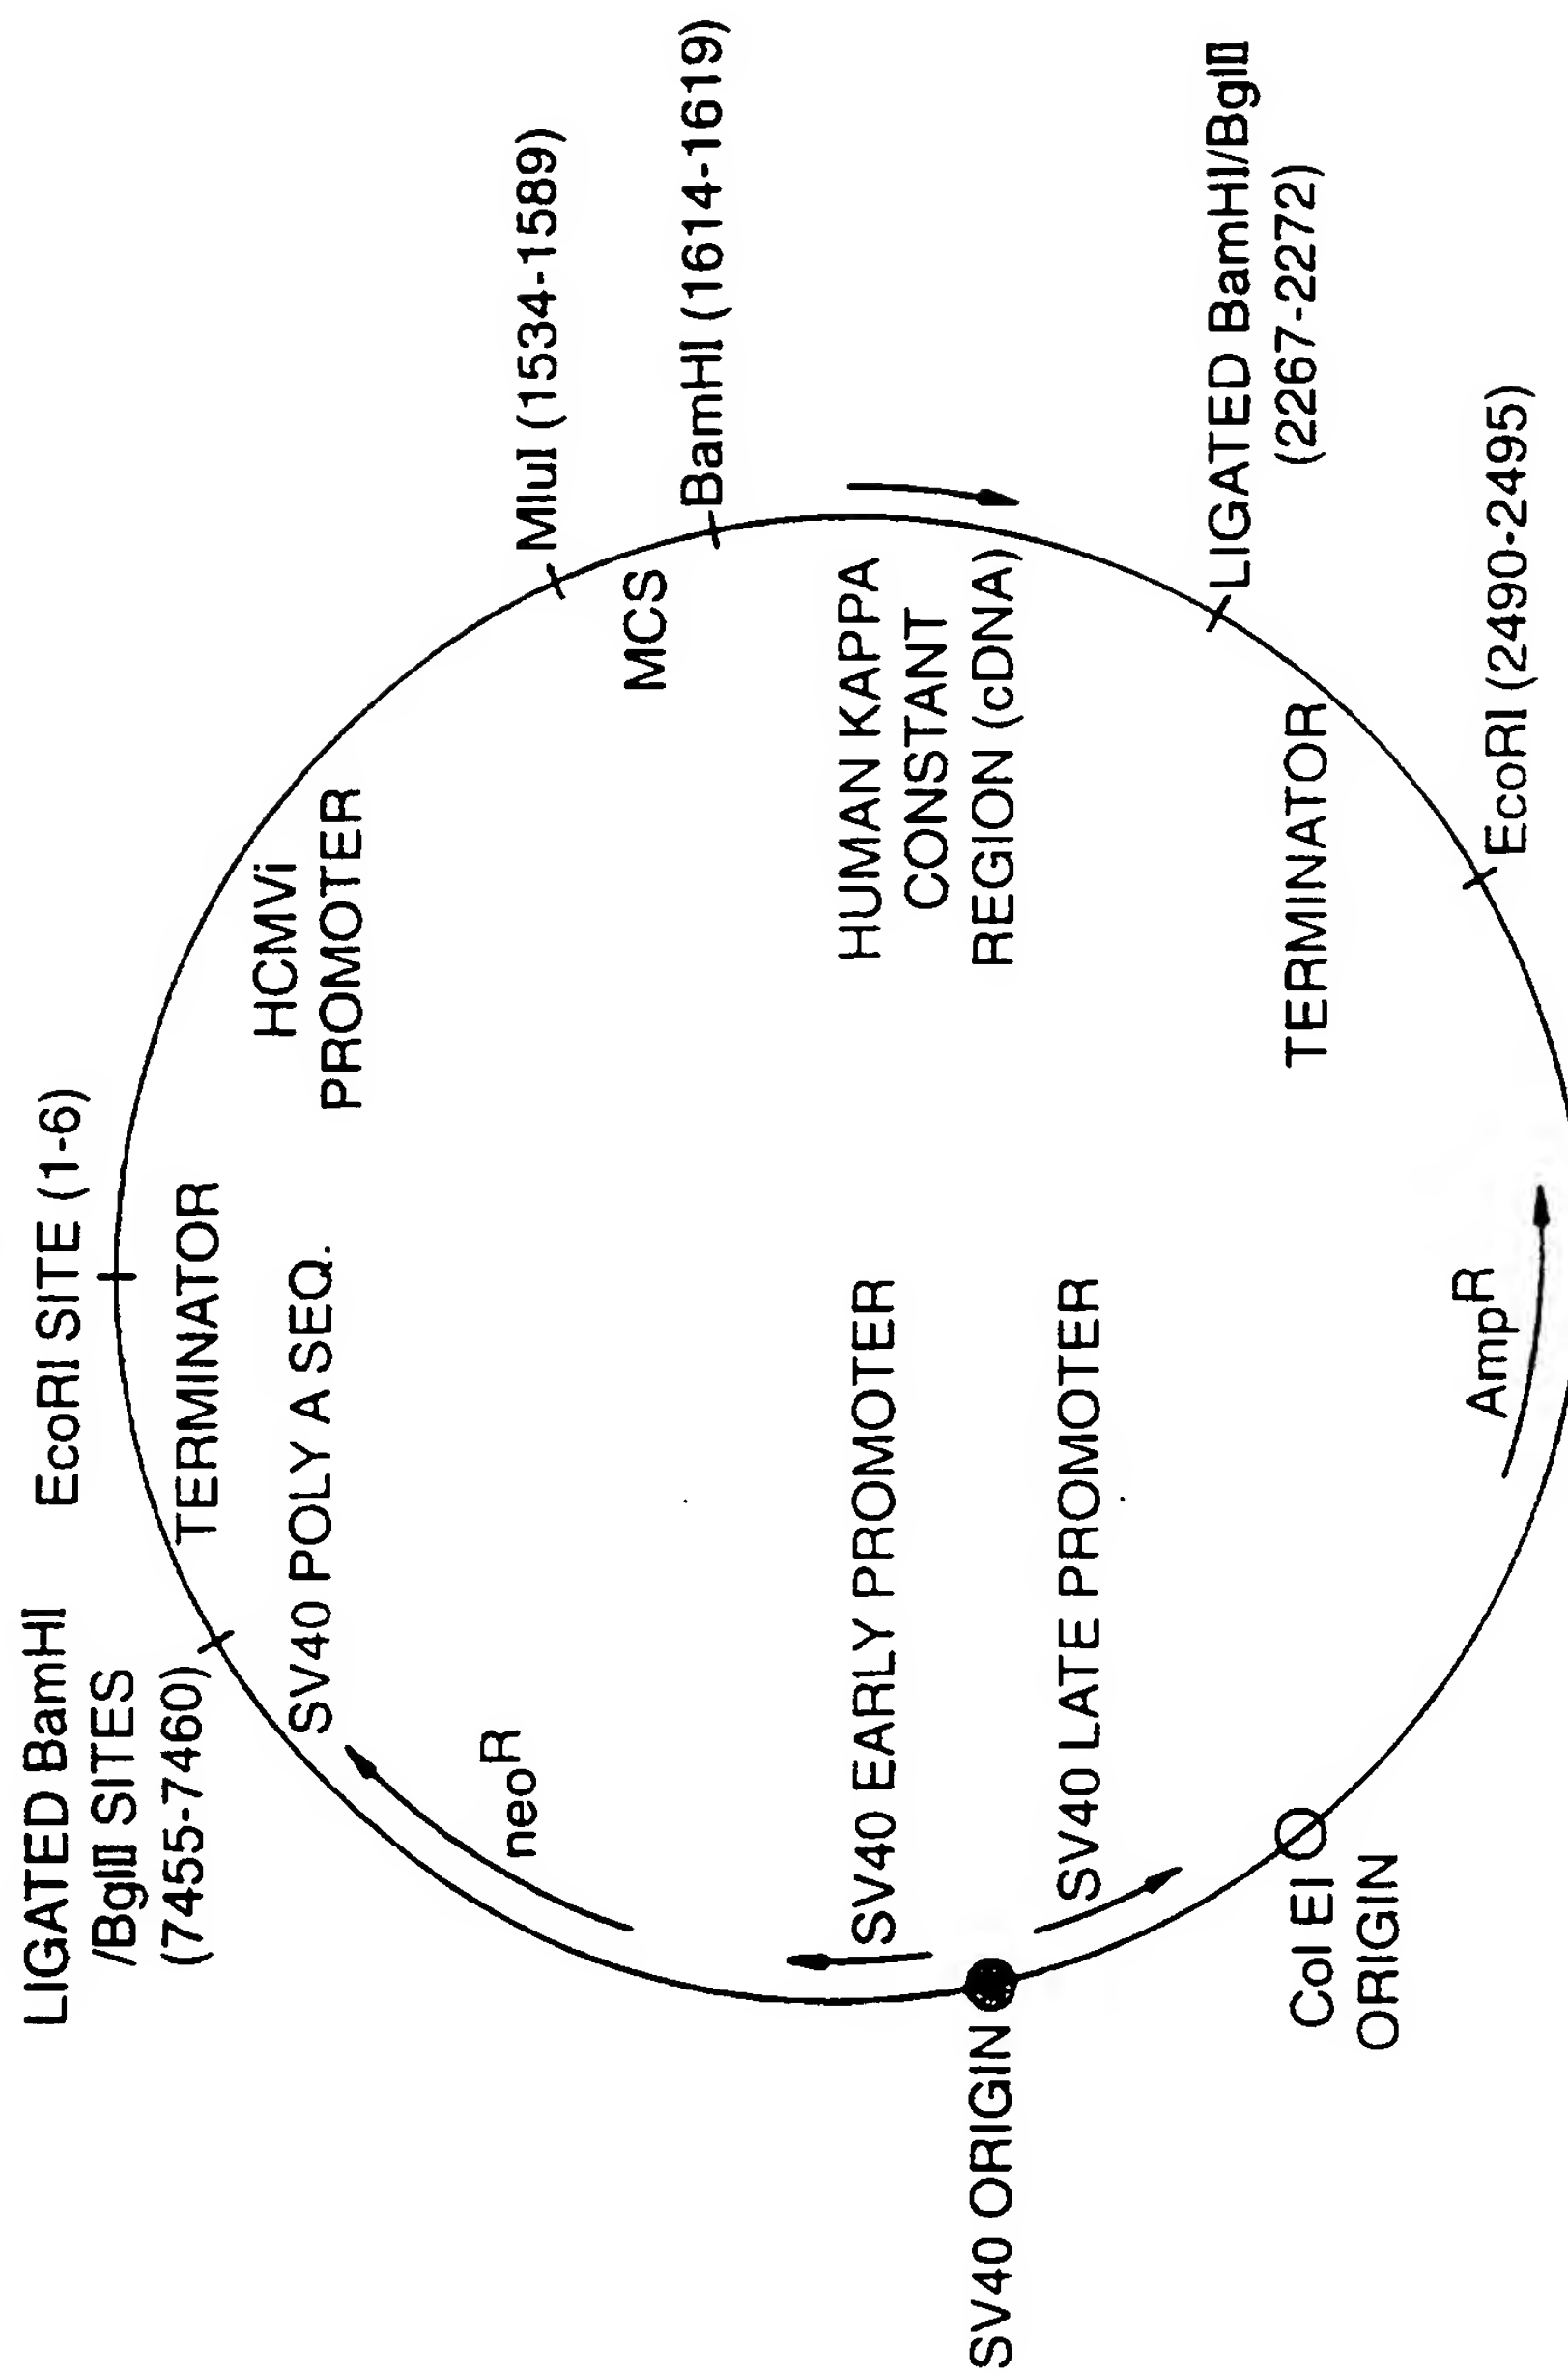 LIGATED BamHI
/BglII SITES
(7455-7460)
EcoRI SITE (1-6)
TERMINATOR
SV40 POLY A SEQ.
HCMVi
PROMOTER
MluI (1534-1589)
MCS
BamHI (1614-1619)
HUMAN KAPPA
CONSTANT
REGION (cDNA)
LIGATED BamHI/BglII
(2267-2272)
TERMINATOR
EcoRI (2490-2495)
AmpR
Col EI
ORIGIN
SV40 LATE PROMOTER
SV40 ORIGIN
SV40 EARLY PROMOTER
neoR